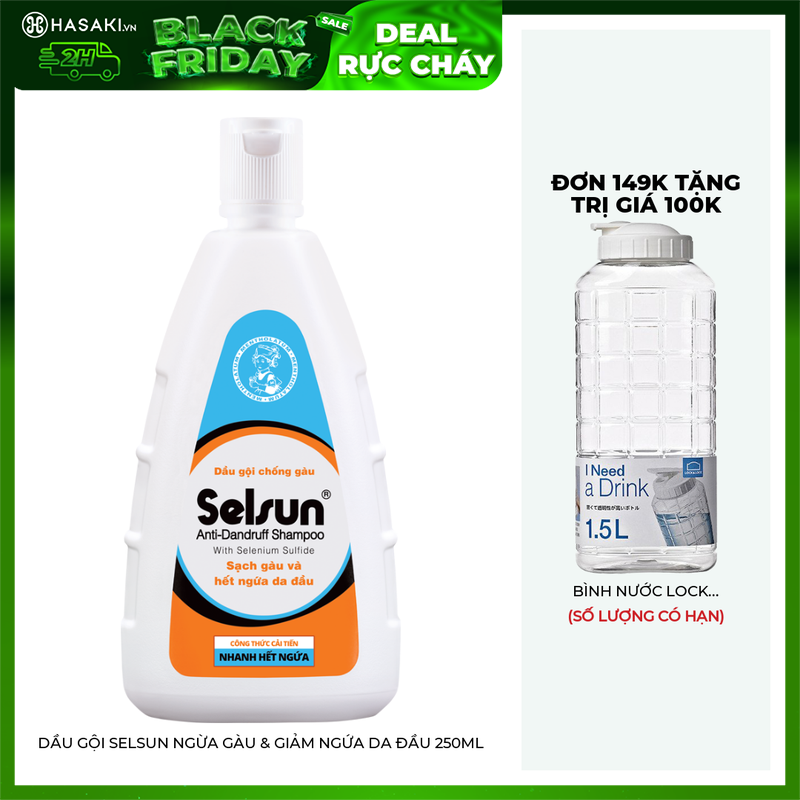 HASAKI.VN
2H
BLACK
FRIDAY
SALE
DEAL
RỰC CHÁY
MENTHOLATUM
Dầu gội chống gàu
Selsun®
Anti-Dandruff Shampoo
With Selenium Sulfide
Sạch gàu và
hết ngứa da đầu
CÔNG THỨC CẢI TIẾN
NHANH HẾT NGỨA
DẦU GỘI SELSUN NGỪA GÀU & GIẢM NGỨA DA ĐẦU 250ML
ĐƠN 149K TẶNG
TRỊ GIÁ 100K
I Need
a Drink
1.5L
BÌNH NƯỚC LOCK...
(SỐ LƯỢNG CÓ HẠN)